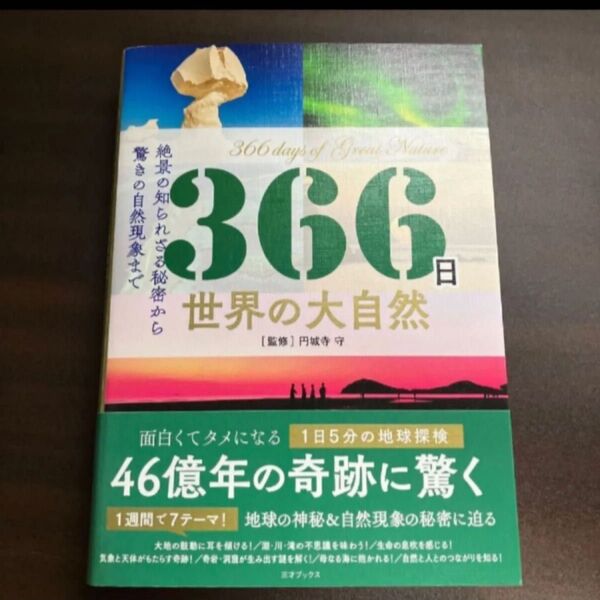 366 days of Great Nature
絶景の知られざる秘密から
驚きの自然現象まで
366日
世界の大自然
［監修］円城寺 守
面白くてタメになる 1日5分の地球探検
46億年の奇跡に驚く
1週間で7テーマ！ 地球の神秘&自然現象の秘密に迫る
大地の鼓動に耳を傾ける！/湖・川・滝の不思議を味わう！/生命の息吹を感じる！
気象と天体がもたらす奇跡！/奇岩・洞窟が生み出す謎を解く！/母なる海に抱かれる！/自然と人とのつながりを知る！
三才ブックス